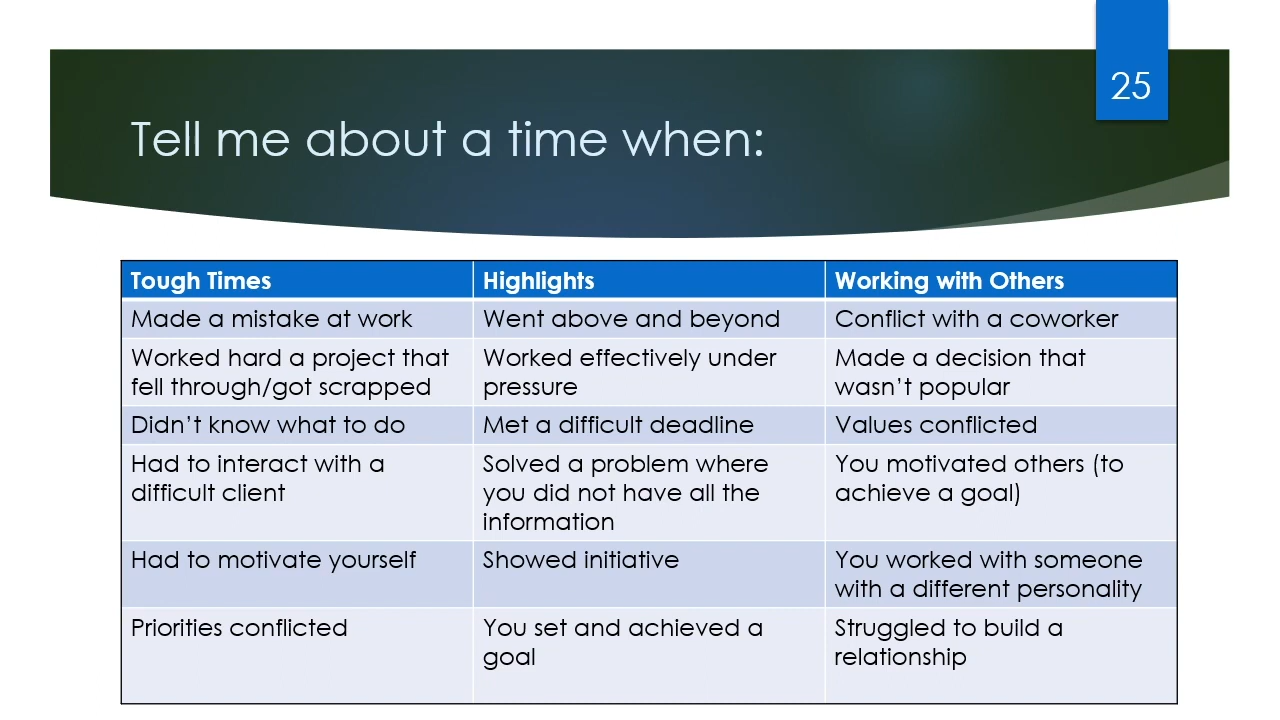 25
Tell me about a time when:
Tough Times
Highlights
Working with Others
Made a mistake at work
Went above and beyond
Conflict with a coworker
Worked hard a project that
fell through/got scrapped
Worked effectively under
pressure
Made a decision that
wasn't popular
Didn't know what to do
Met a difficult deadline
Values conflicted
Had to interact with a
difficult client
Solved a problem where
you did not have all the
information
You motivated others (to
achieve a goal)
Had to motivate yourself
Showed initiative
You worked with someone
with a different personality
Priorities conflicted
You set and achieved a
goal
Struggled to build a
relationship